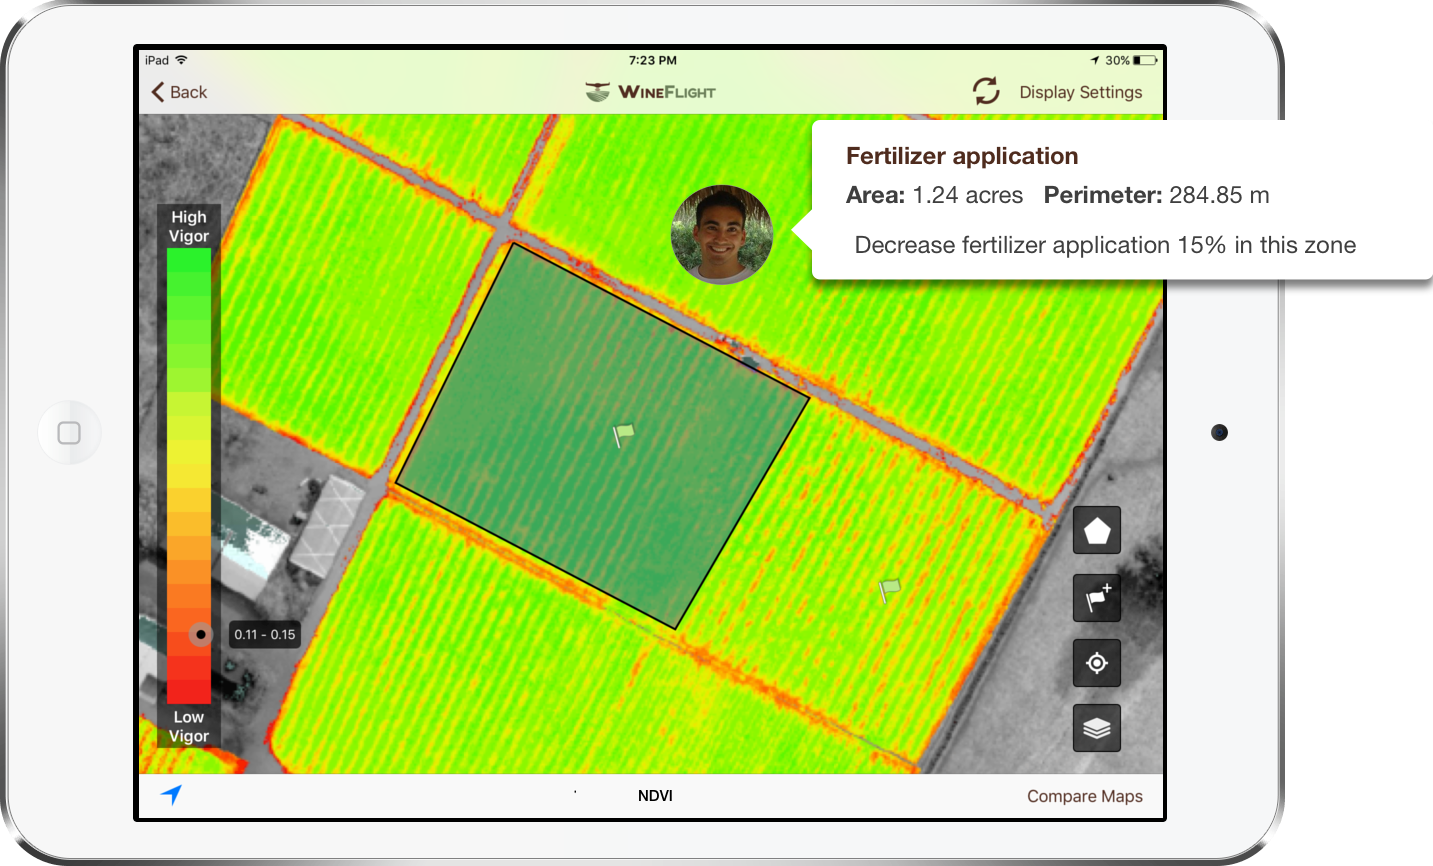 iPad
7:23 PM
30%
Back
WINEFLIGHT
Display Settings
Fertilizer application
Area: 1.24 acres Perimeter: 284.85 m
Decrease fertilizer application 15% in this zone
High
Vigor
0.11 - 0.15
Low
Vigor
NDVI
Compare Maps